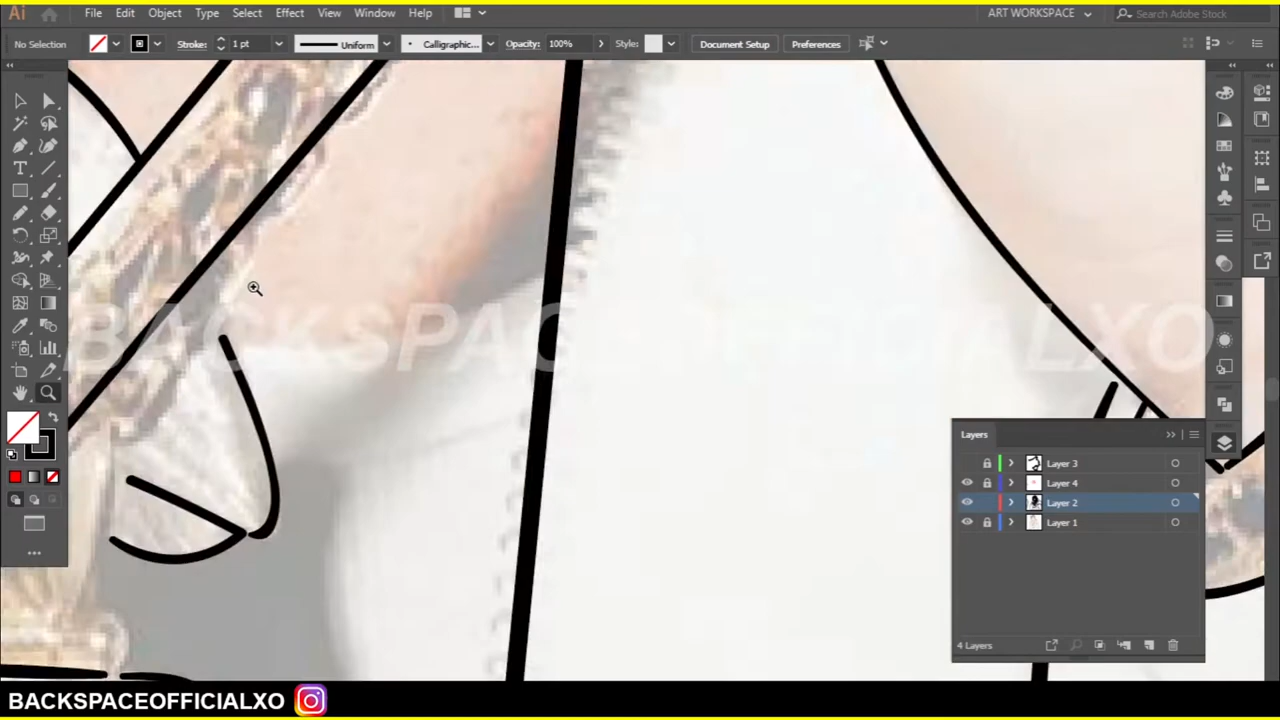 Ai File Edit Object Type Select Effect View Window Help ART WORKSPACE Search Adobe Stock
No Selection Stroke: 1 pt Uniform Calligraphic... Opacity: 100% Style: Document Setup Preferences
BACKSPACEOFFICIALXO
Layers
Layer 3
Layer 4
Layer 2
Layer 1
4 Layers
BACKSPACEOFFICIALXO